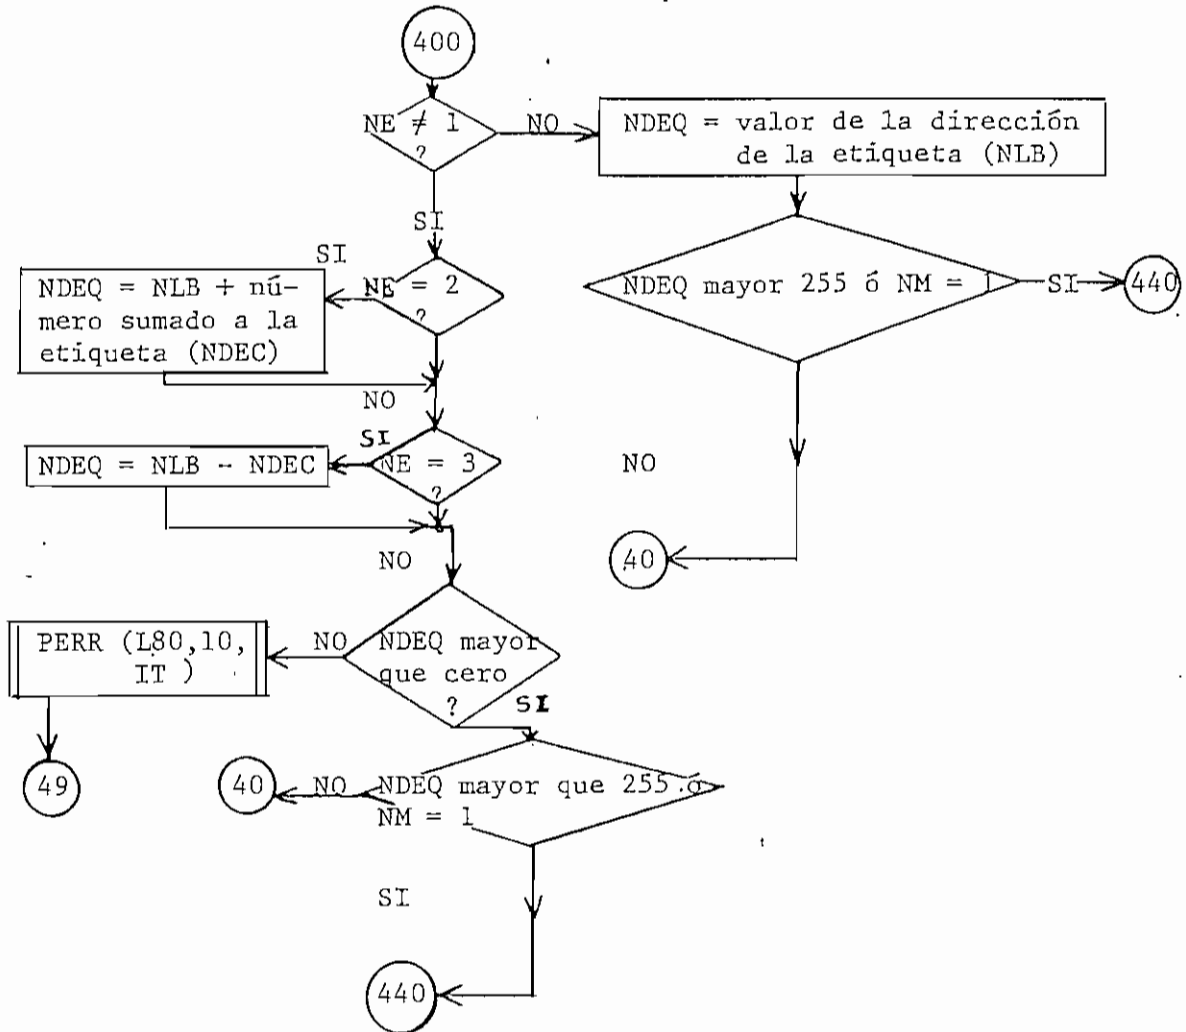 400
NE ≠ 1
?
NO
NDEQ = valor de la dirección
de la etiqueta (NLB)
SI
SI
NE = 2
?
NDEQ = NLB + nú-
mero sumado a la
etiqueta (NDEC)
NDEQ mayor 255 ó NM = 1
SI
440
NO
SI
NDEQ = NLB - NDEC
NE = 3
?
NO
40
NO
PERR (L80,10,
IT )
NO
NDEQ mayor
que cero
?
SI
49
40
NO
NDEQ mayor que 255 ó
NM = 1
SI
440